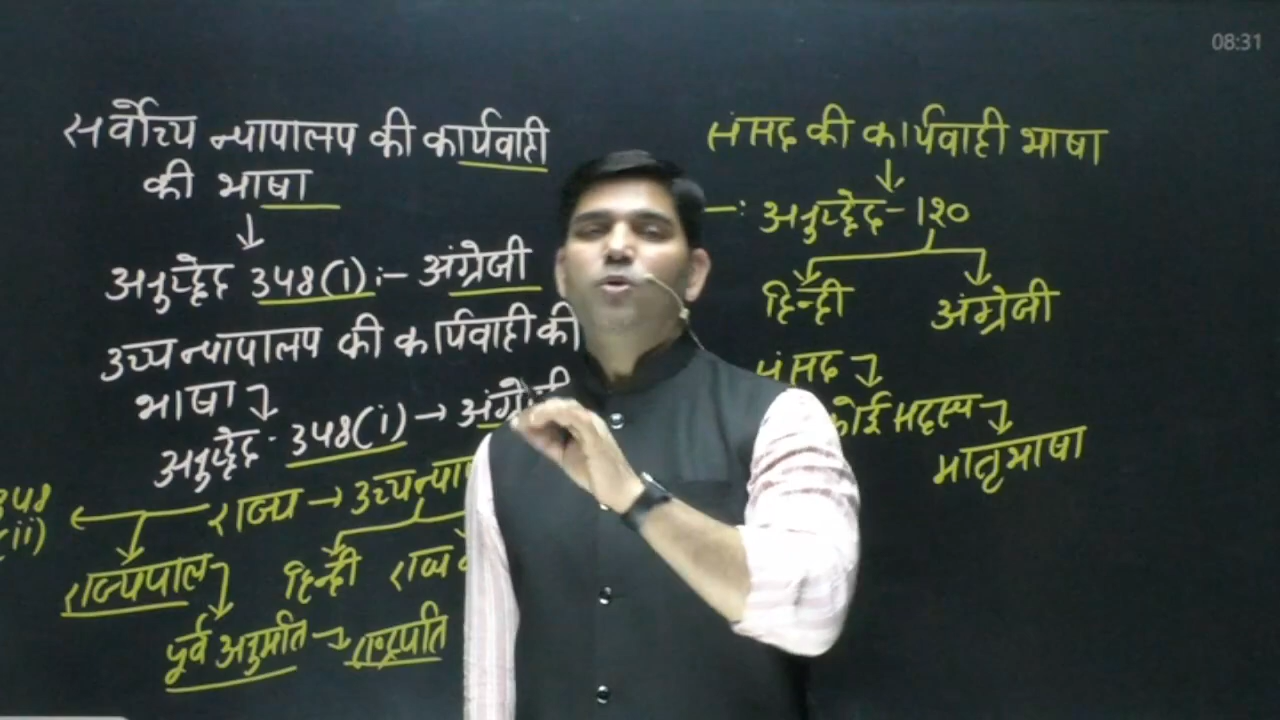 08:31
सर्वोच्च न्यायालय की कार्यवाही
की भाषा
अनुच्छेद 348(i):- अंग्रेजी
उच्च न्यायालय की कार्यवाही की
भाषा
अनुच्छेद - 348(i) → अंग्रेजी
राज्य → उच्च न्या
348
(ii)
राज्यपाल
हिन्दी राज्य
पूर्व अनुमति → राष्ट्रपति
संसद की कार्यवाही भाषा
अनुच्छेद - 120
हिन्दी अंग्रेजी
संसद
कोई सदस्य
मातृभाषा